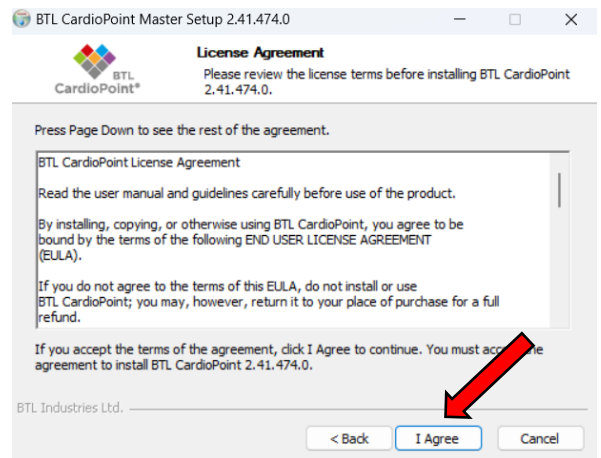 BTL CardioPoint Master Setup 2.41.474.0
BTL
CardioPoint®
License Agreement
Please review the license terms before installing BTL CardioPoint
2.41.474.0.
Press Page Down to see the rest of the agreement.
BTL CardioPoint License Agreement
Read the user manual and guidelines carefully before use of the product.
By installing, copying, or otherwise using BTL CardioPoint, you agree to be
bound by the terms of the following END USER LICENSE AGREEMENT
(EULA).
If you do not agree to the terms of this EULA, do not install or use
BTL CardioPoint; you may, however, return it to your place of purchase for a full
refund.
If you accept the terms of the agreement, click I Agree to continue. You must
agreement to install BTL CardioPoint 2.41.474.0.
BTL Industries Ltd.
< Back
I Agree
Cancel